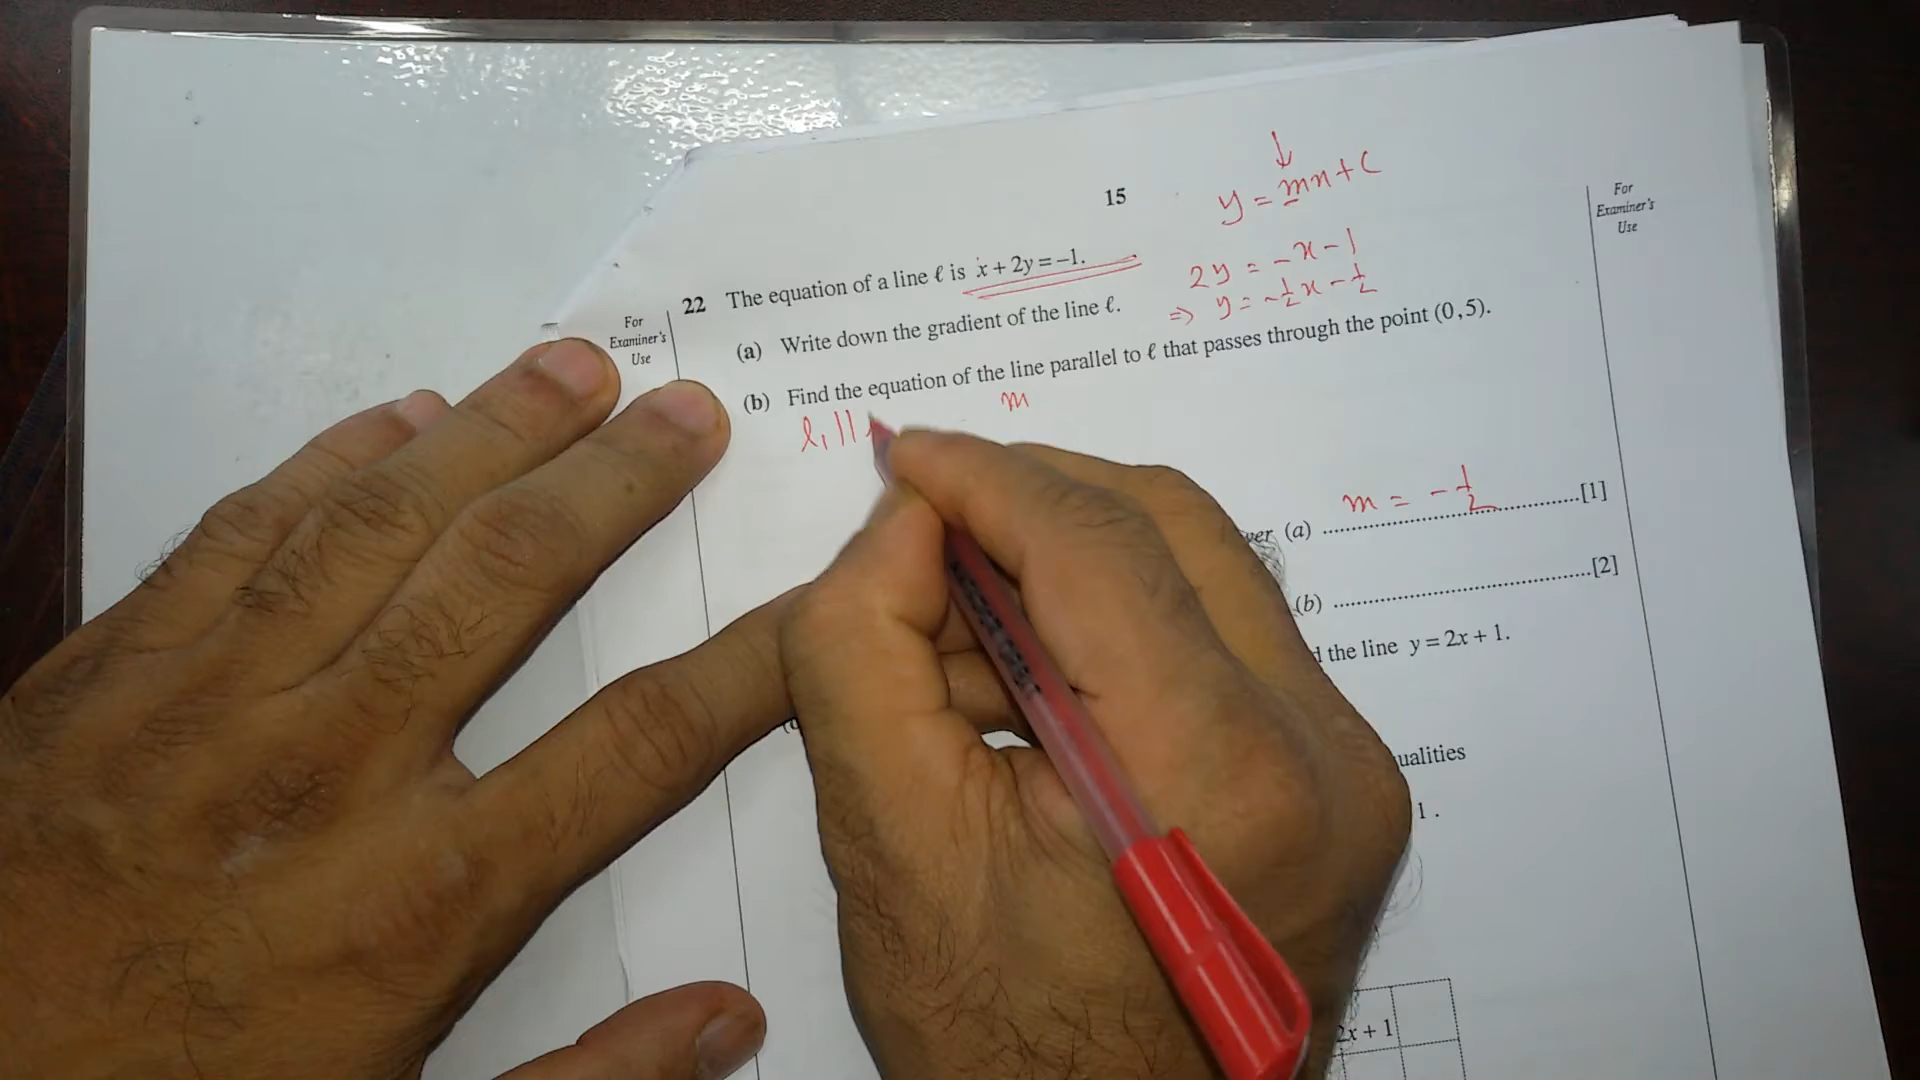 15
y = mx + c
For
Examiner's
Use
22 The equation of a line ℓ is x + 2y = –1.
2y = -x - 1
⇒ y = -1/2 x - 1/2
For
Examiner's
Use
(a) Write down the gradient of the line ℓ.
(b) Find the equation of the line parallel to ℓ that passes through the point (0,5).
m
ℓ₁ ||
m = -1/2
(a) ........................................[1]
(b) ........................................[2]
the line y = 2x + 1.
1 .
2x + 1